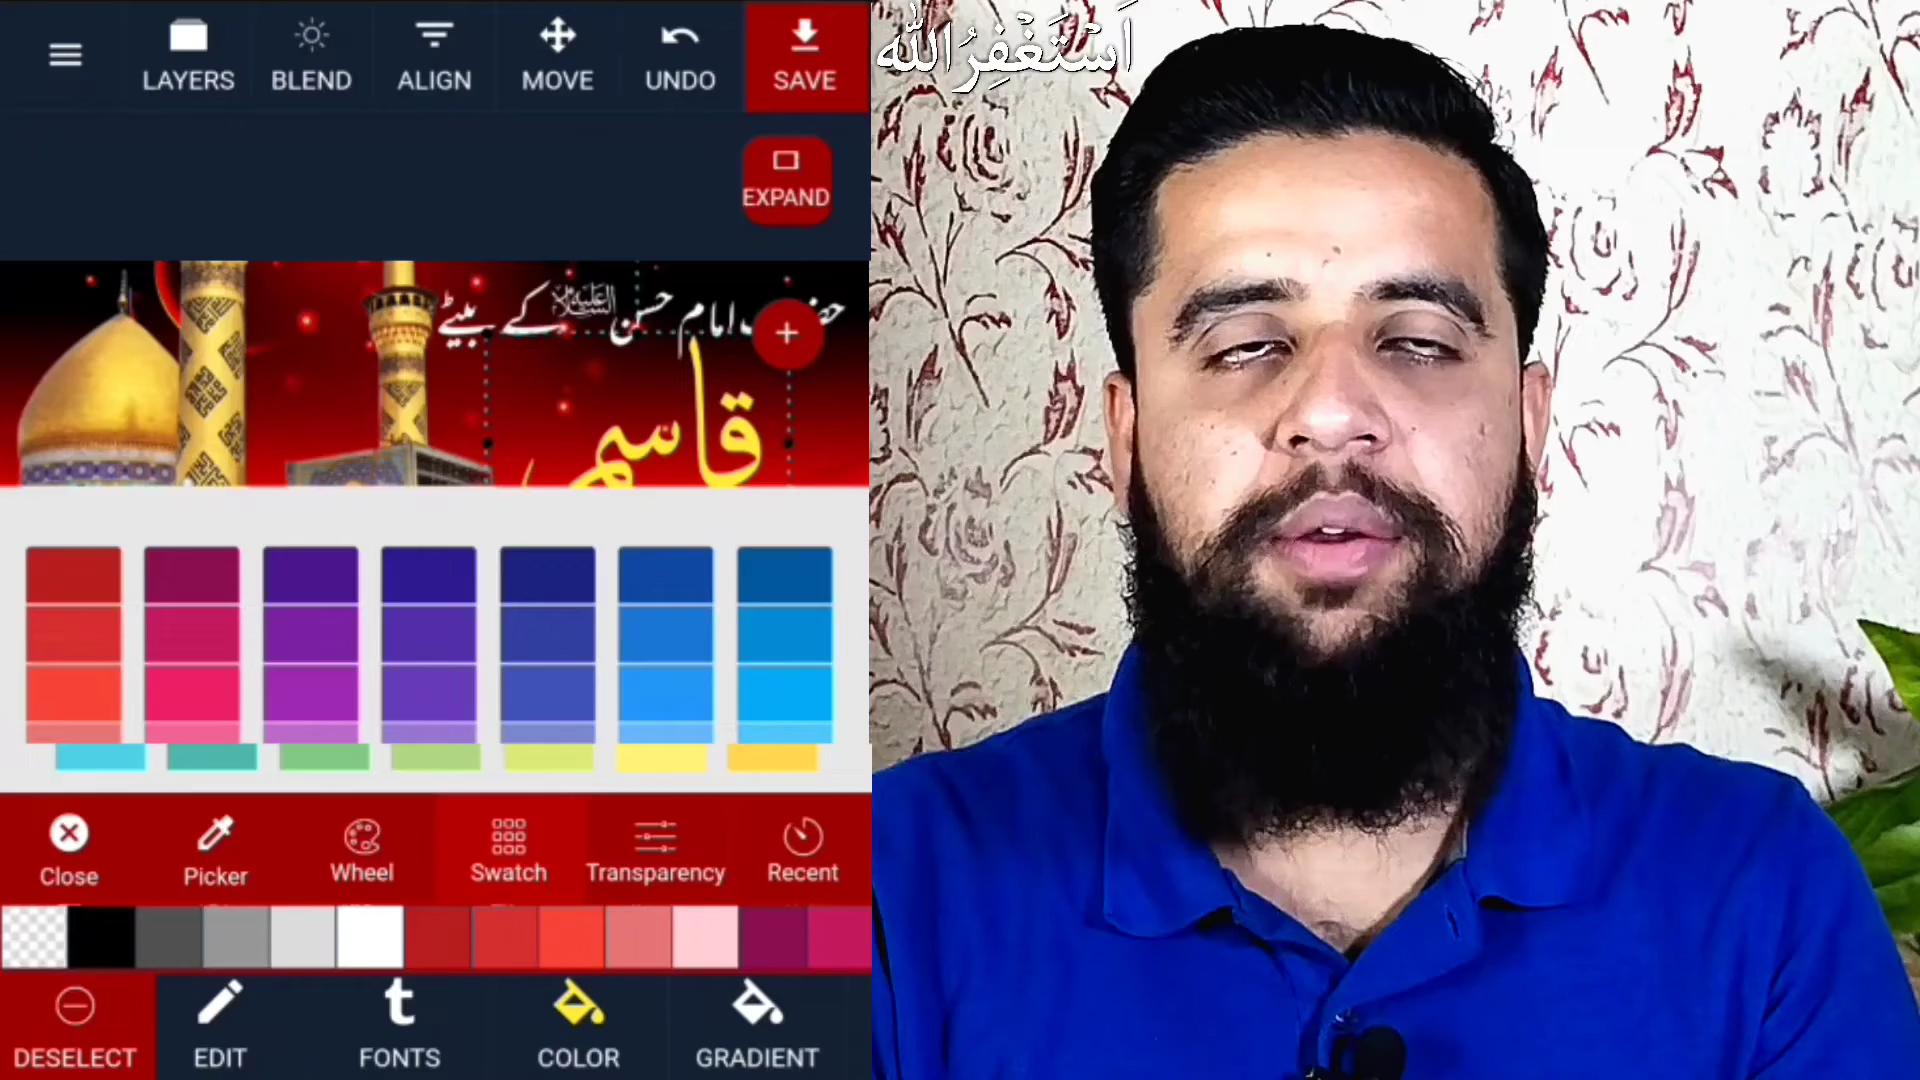 LAYERS
BLEND
ALIGN
MOVE
UNDO
SAVE
EXPAND
اَسْتَغْفِرُاللّٰه
امام حسن علیہ السلام کے بیٹے
قاسم
Close
Picker
Wheel
Swatch
Transparency
Recent
DESELECT
EDIT
t
FONTS
COLOR
GRADIENT